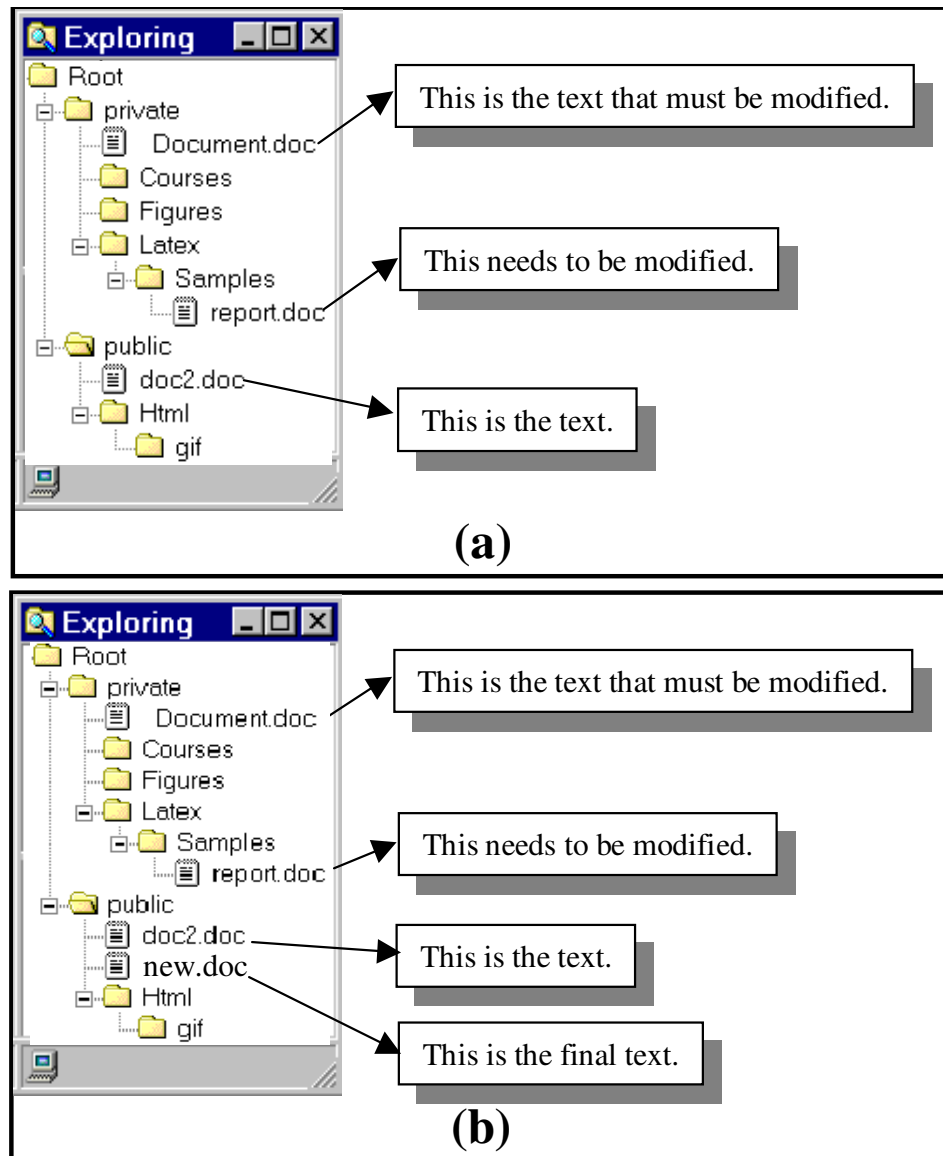 Exploring
Root
private
Document.doc
This is the text that must be modified.
Courses
Figures
Latex
This needs to be modified.
Samples
report.doc
public
doc2.doc
This is the text.
Html
gif
(a)
Exploring
Root
private
This is the text that must be modified.
Document.doc
Courses
Figures
Latex
Samples
This needs to be modified.
report.doc
public
doc2.doc
This is the text.
new.doc
Html
gif
This is the final text.
(b)